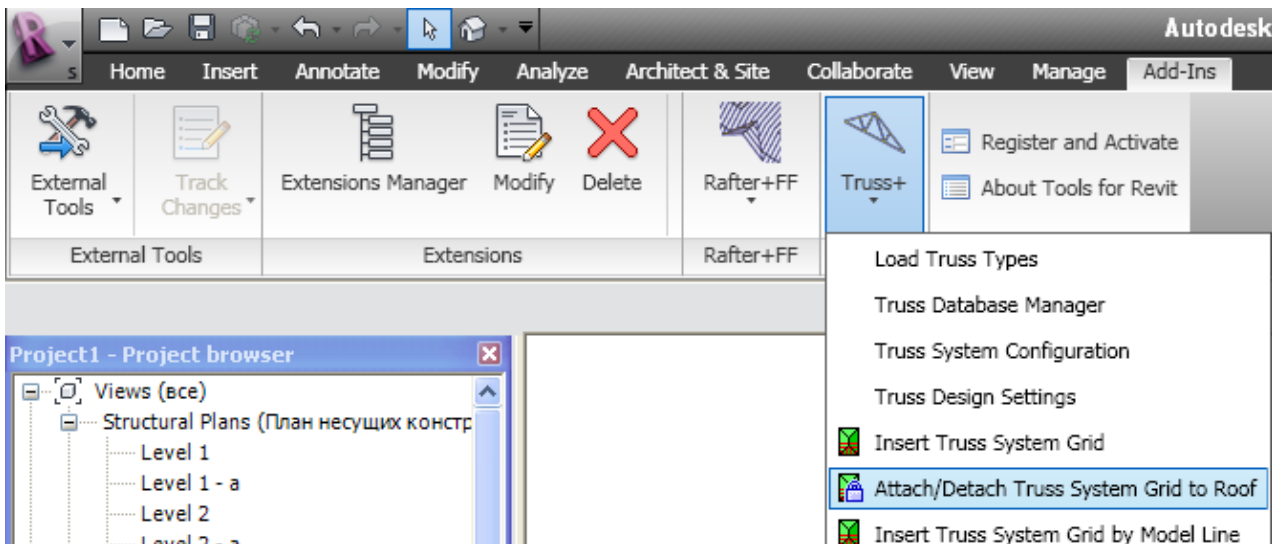 Autodesk
S
Home Insert Annotate Modify Analyze Architect & Site Collaborate View Manage Add-Ins
External Tools
Track Changes
Extensions Manager
Modify
Delete
Rafter+FF
Truss+
Register and Activate
About Tools for Revit
External Tools
Extensions
Rafter+FF
Load Truss Types
Truss Database Manager
Truss System Configuration
Truss Design Settings
Insert Truss System Grid
Attach/Detach Truss System Grid to Roof
Insert Truss System Grid by Model Line
Project1 - Project browser
Views (все)
Structural Plans (План несущих констр
Level 1
Level 1 - a
Level 2
Level 2 - a